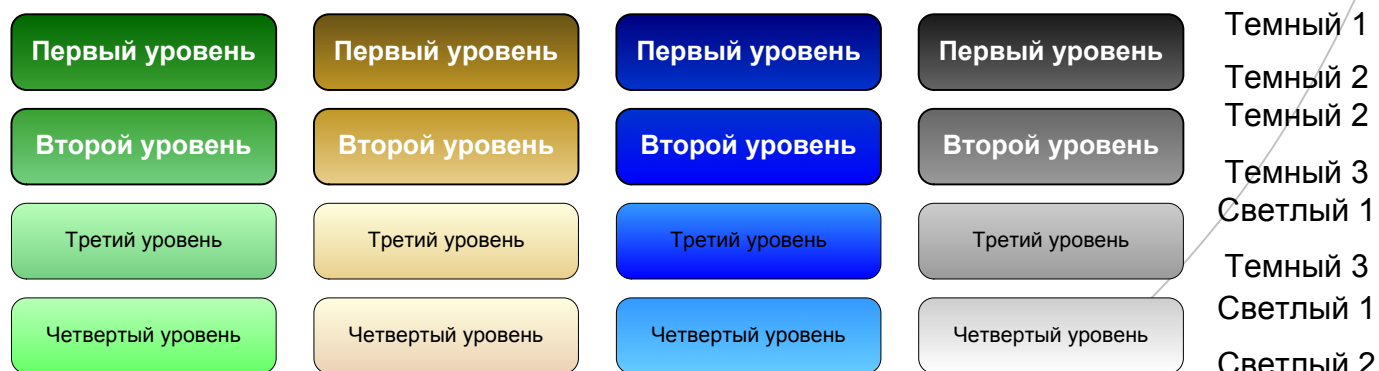 Первый уровень Первый уровень Первый уровень Первый уровень Темный 1
Темный 2
Второй уровень Второй уровень Второй уровень Второй уровень Темный 2
Темный 3
Третий уровень Третий уровень Третий уровень Третий уровень Светлый 1
Темный 3
Четвертый уровень Четвертый уровень Четвертый уровень Четвертый уровень Светлый 1
Светлый 2